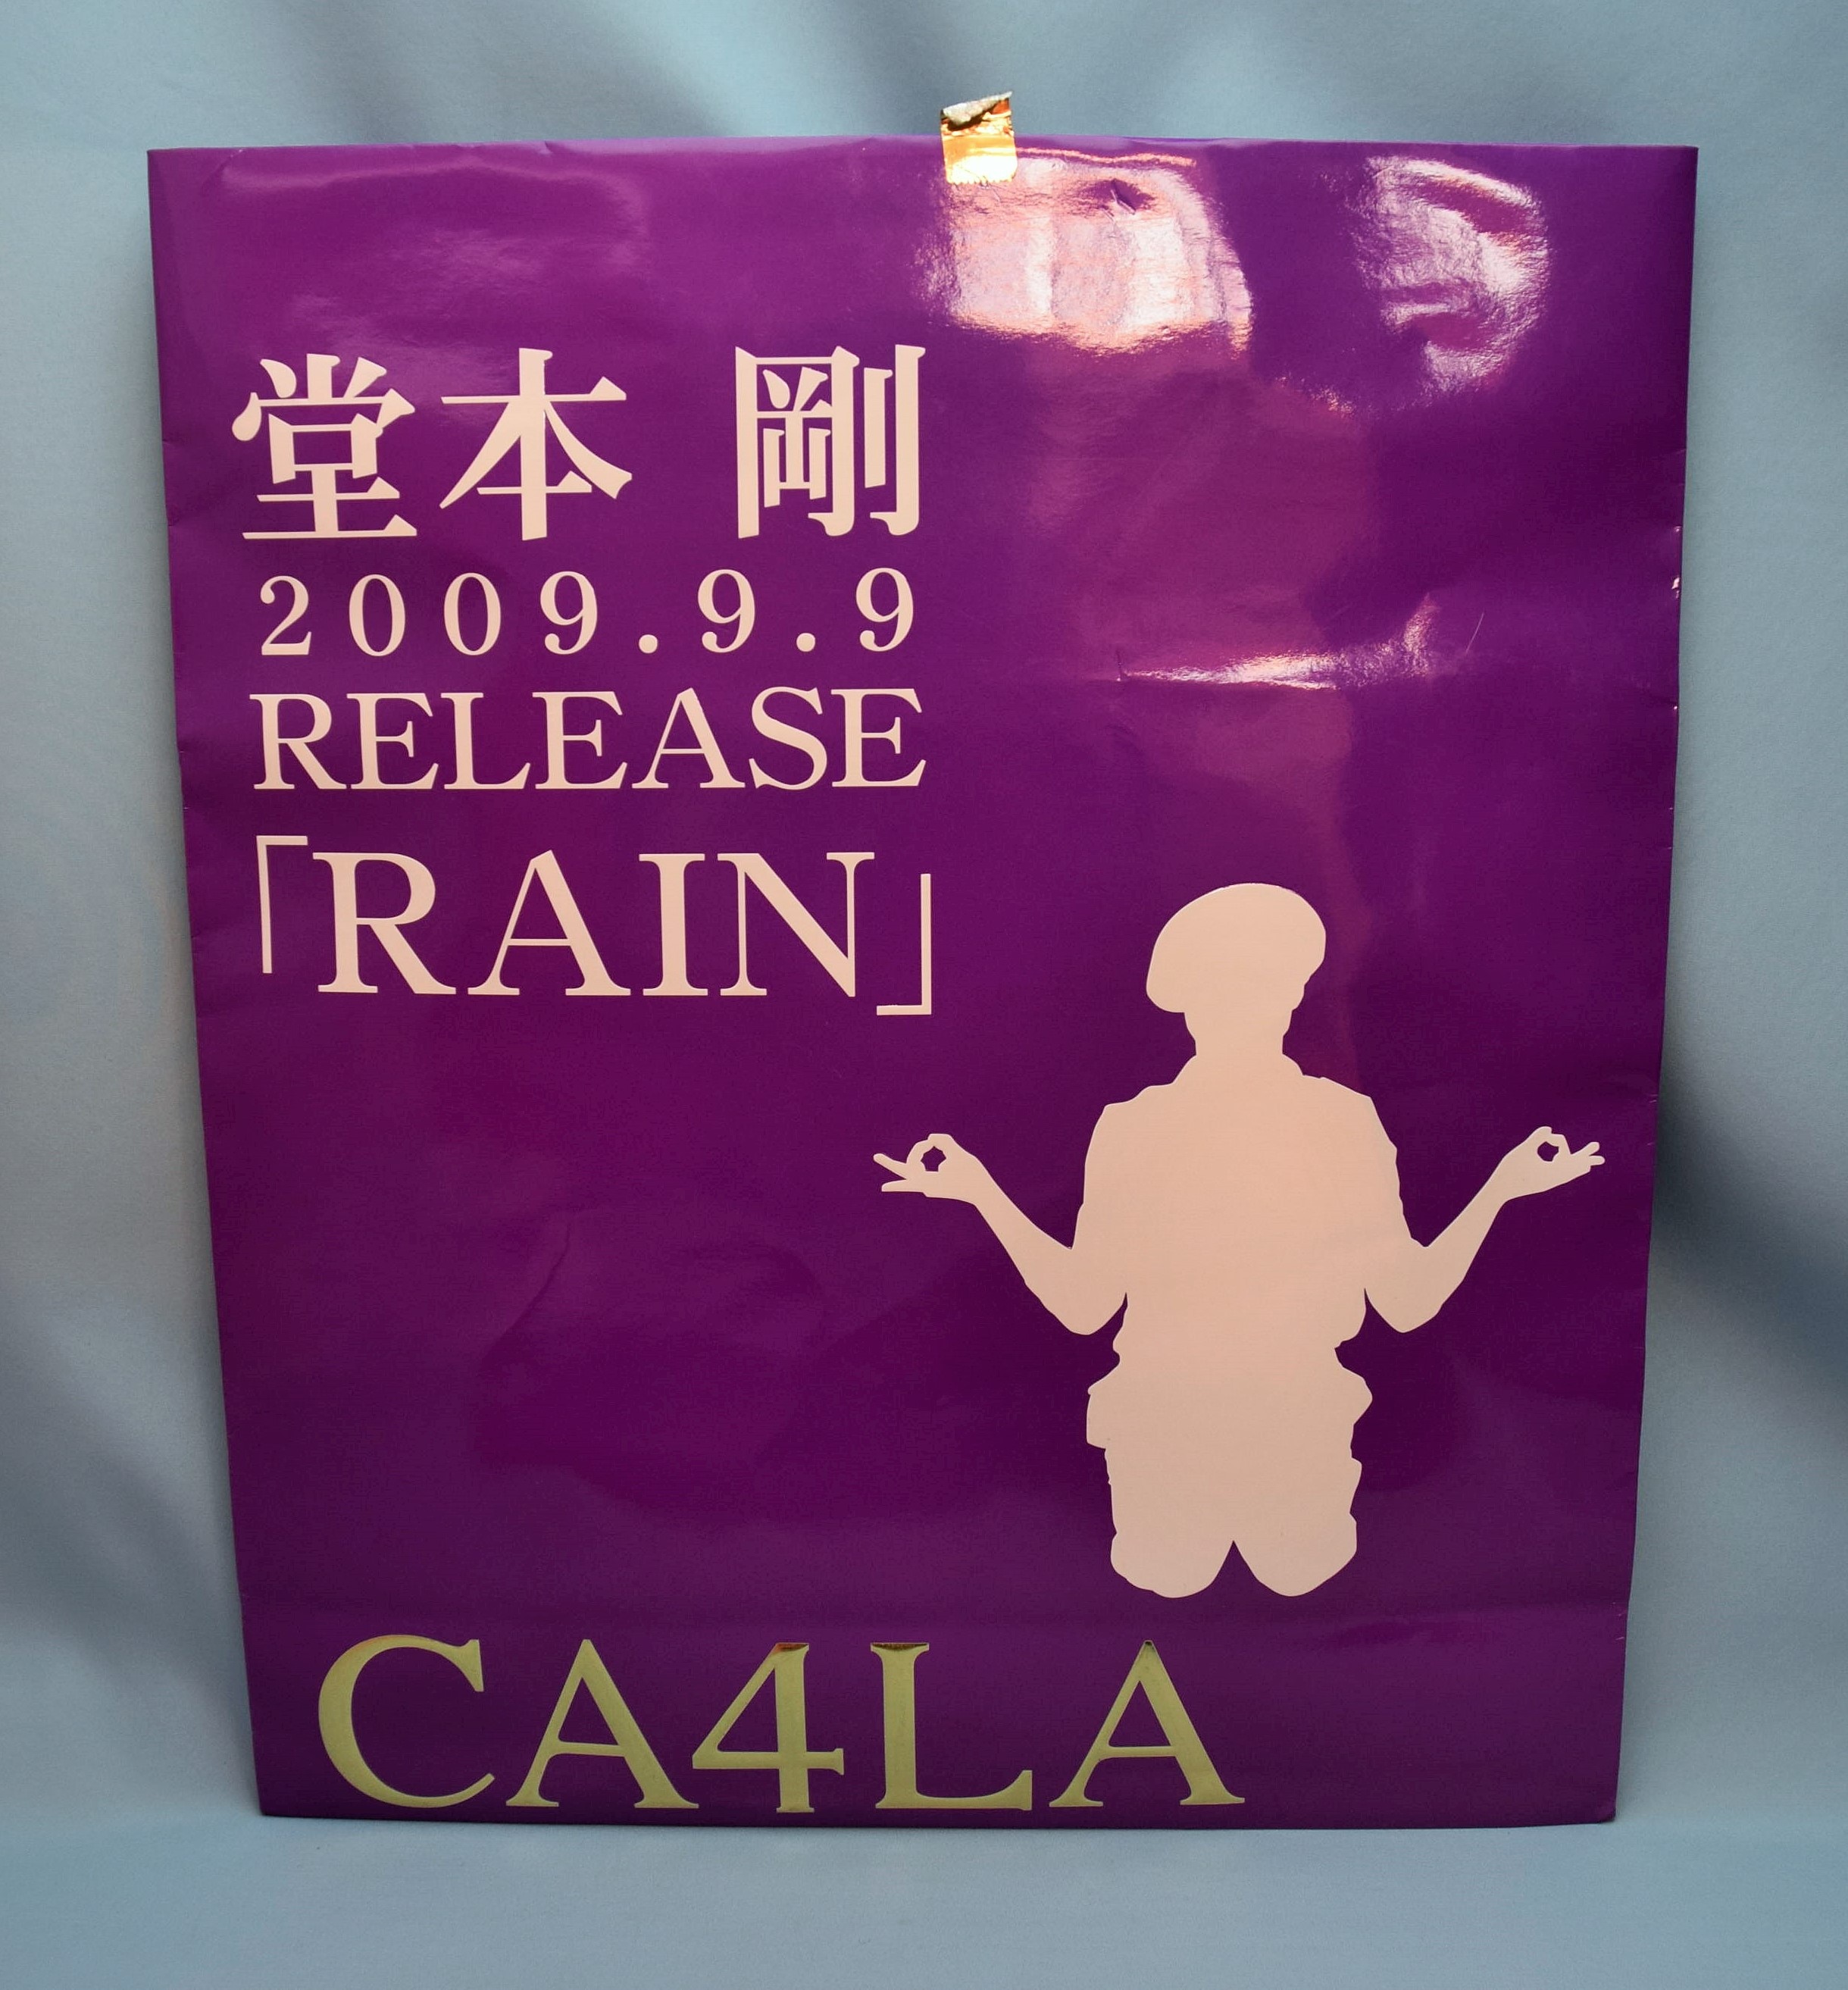 堂本 剛
2009.9.9
RELEASE
「RAIN」
CA4LA